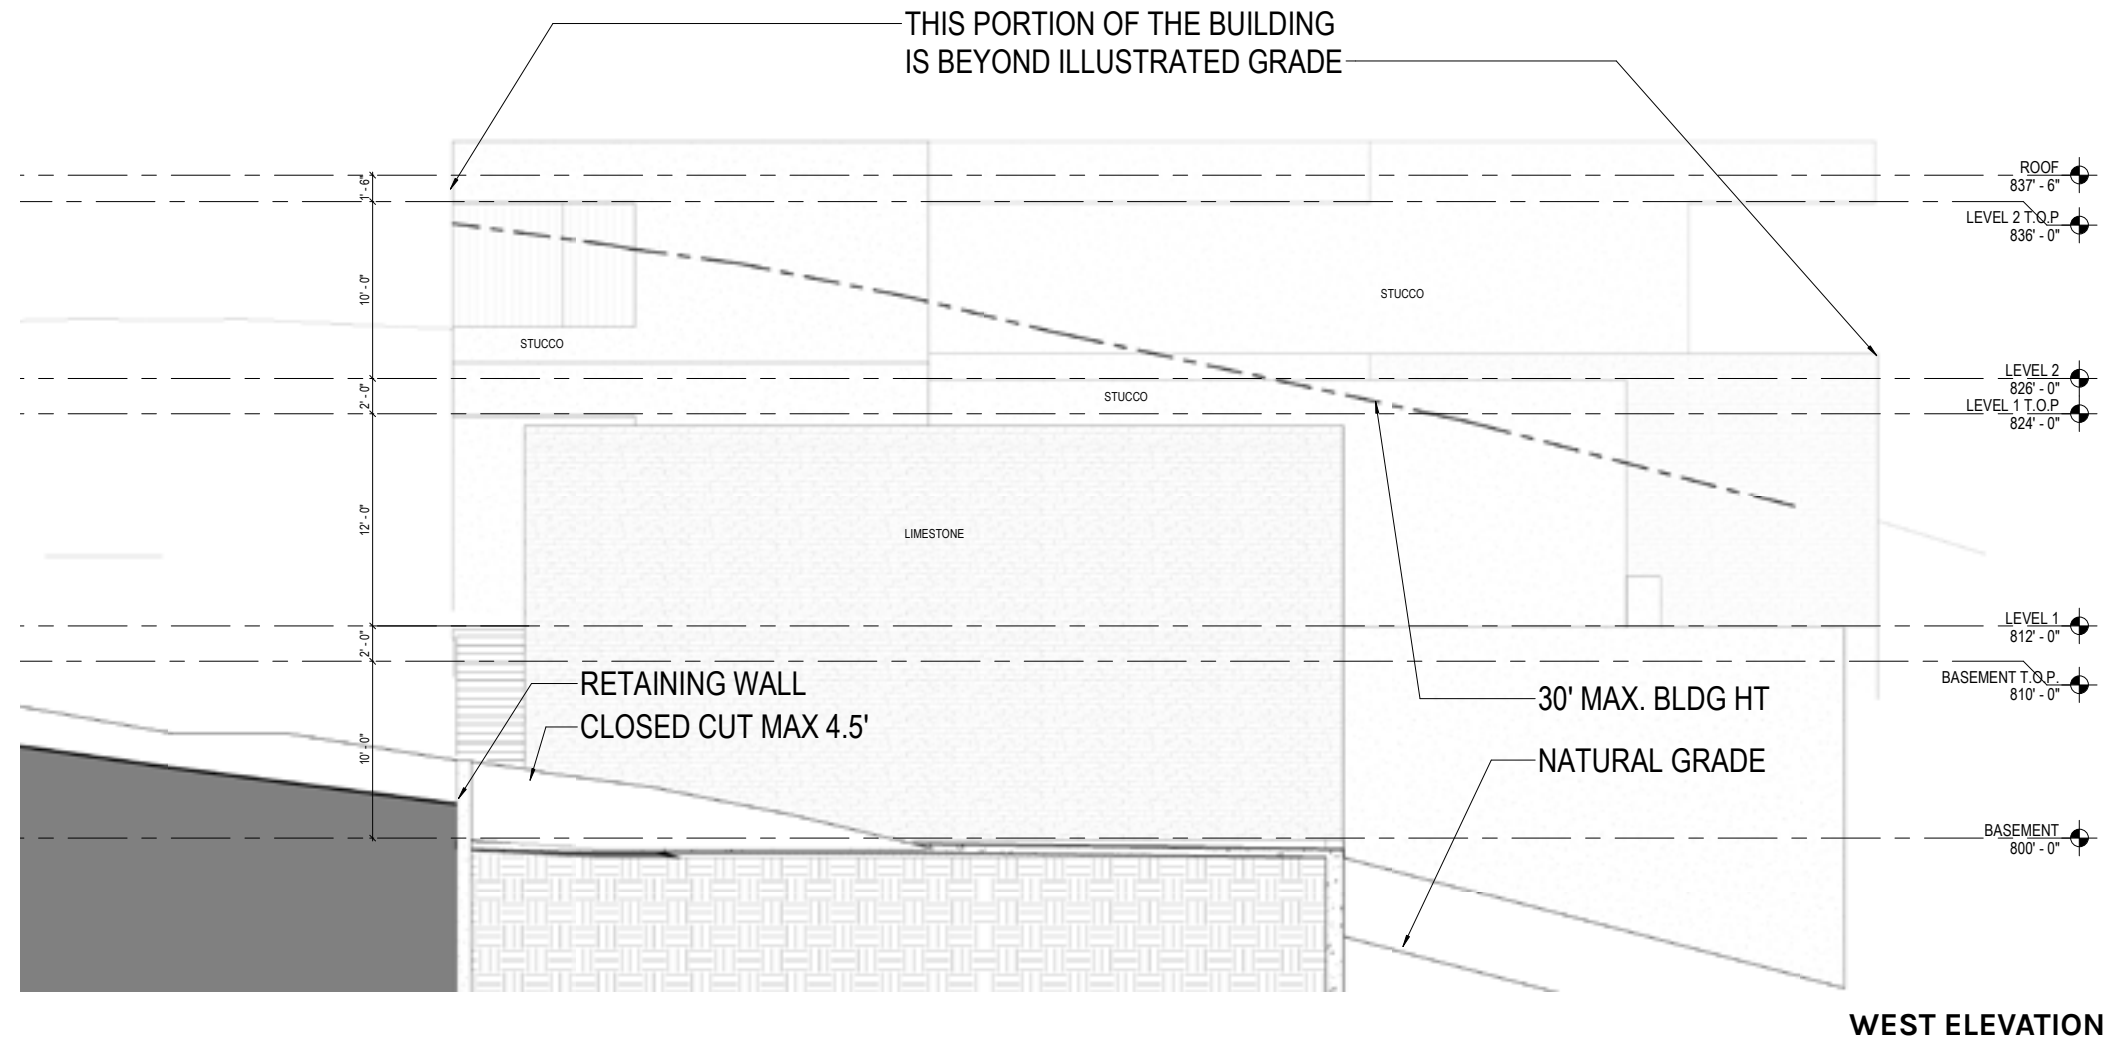 THIS PORTION OF THE BUILDING
IS BEYOND ILLUSTRATED GRADE
1' - 6"
ROOF
837' - 6"
LEVEL 2 T.O.P
836' - 0"
10' - 0"
STUCCO
STUCCO
LEVEL 2
826' - 0"
2' - 0"
STUCCO
LEVEL 1 T.O.P
824' - 0"
12' - 0"
LIMESTONE
LEVEL 1
812' - 0"
2' - 0"
RETAINING WALL
CLOSED CUT MAX 4.5'
30' MAX. BLDG HT
BASEMENT T.O.P.
810' - 0"
10' - 0"
NATURAL GRADE
BASEMENT
800' - 0"
WEST ELEVATION